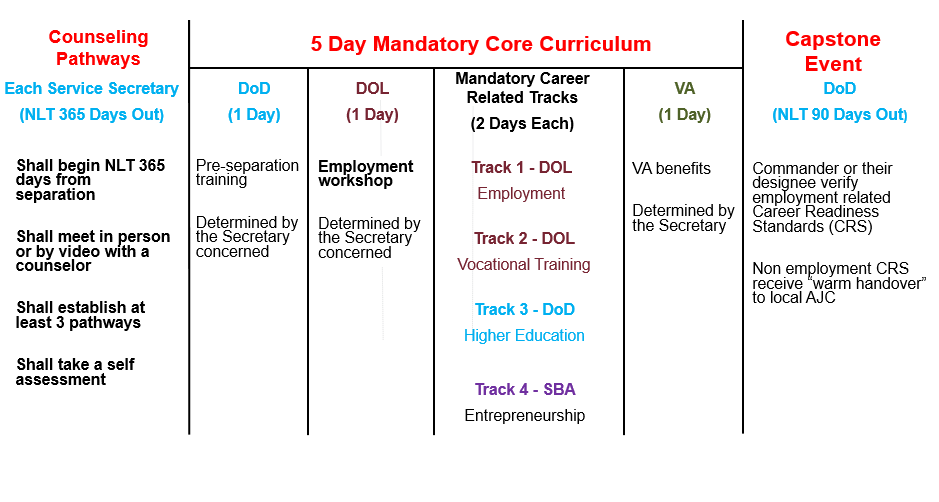 Counseling
Pathways
Each Service Secretary
(NLT 365 Days Out)
Shall begin NLT 365
days from
separation
Shall meet in person
or by video with a
counselor
Shall establish at
least 3 pathways
Shall take a self
assessment
5 Day Mandatory Core Curriculum
DoD
(1 Day)
Pre-separation
training
Determined by
the Secretary
concerned
DOL
(1 Day)
Employment
workshop
Determined by
the Secretary
concerned
Mandatory Career
Related Tracks
(2 Days Each)
Track 1 - DOL
Employment
Track 2 - DOL
Vocational Training
Track 3 - DoD
Higher Education
Track 4 - SBA
Entrepreneurship
VA
(1 Day)
VA benefits
Determined by
the Secretary
Capstone
Event
DoD
(NLT 90 Days Out)
Commander or their
designee verify
employment related
Career Readiness
Standards (CRS)
Non employment CRS
receive “warm handover”
to local AJC